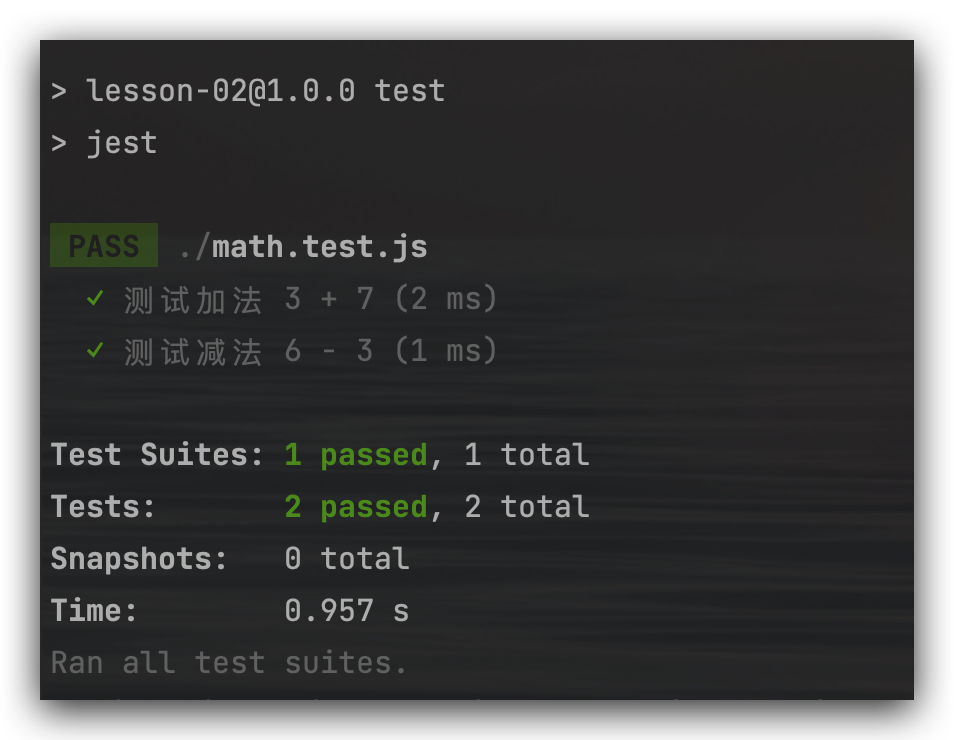 > lesson-02@1.0.0 test
> jest
PASS ./math.test.js
✓ 测试加法 3 + 7 (2 ms)
✓ 测试减法 6 - 3 (1 ms)
Test Suites: 1 passed, 1 total
Tests: 2 passed, 2 total
Snapshots: 0 total
Time: 0.957 s
Ran all test suites.